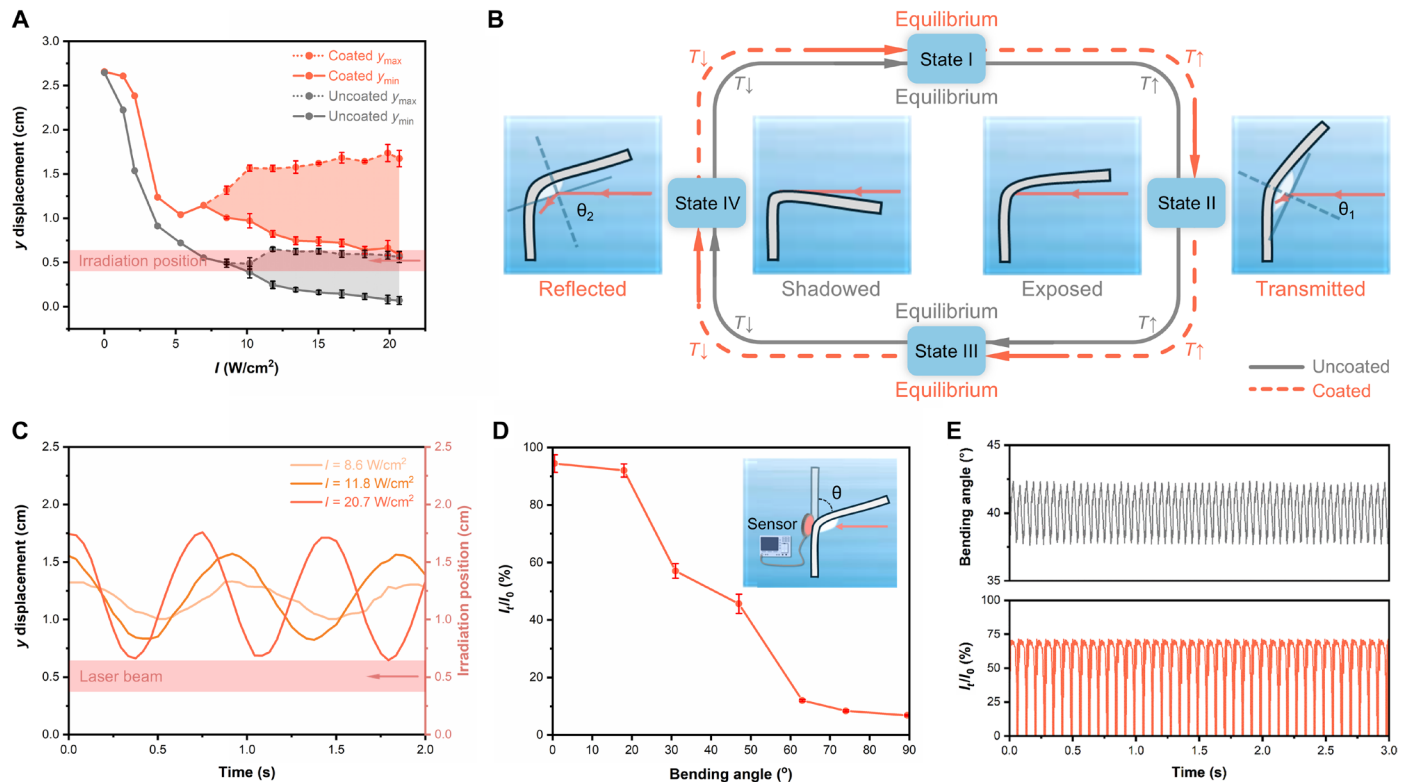 A
3.0
2.5
2.0
1.5
1.0
0.5
0.0
y displacement (cm)
0
5
10
15
20
I (W/cm²)
Coated ymax
Coated ymin
Uncoated ymax
Uncoated ymin
Irradiation position
B
Equilibrium
T↓
State I
T↑
T↓
Equilibrium
T↑
θ₂
State IV
State II
θ₁
Reflected
Shadowed
Exposed
Transmitted
T↓
Equilibrium
T↑
T↓
State III
T↑
Equilibrium
Uncoated
Coated
C
2.5
2.0
1.5
1.0
0.5
0.0
y displacement (cm)
I = 8.6 W/cm²
I = 11.8 W/cm²
I = 20.7 W/cm²
Laser beam
2.5
2.0
1.5
1.0
0.5
0.0
Irradiation position (cm)
0.0
0.5
1.0
1.5
2.0
Time (s)
D
100
80
60
40
20
0
It/I0 (%)
θ
Sensor
0
10
20
30
40
50
60
70
80
90
Bending angle (°)
E
45
40
35
Bending angle (°)
100
75
50
25
0
It/I0 (%)
0.0
0.5
1.0
1.5
2.0
2.5
3.0
Time (s)